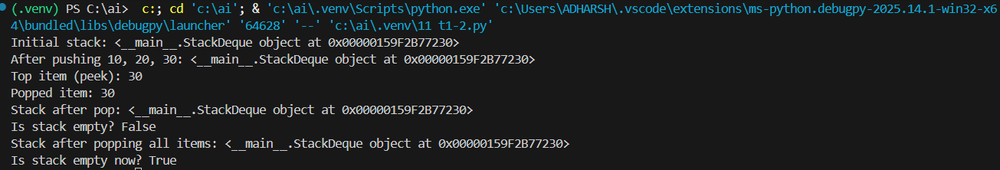 (.venv) PS C:\ai>  c:; cd 'c:\ai'; & 'c:\ai\.venv\Scripts\python.exe' 'c:\Users\ADHARSH\.vscode\extensions\ms-python.debugpy-2025.14.1-win32-x6
4\bundled\libs\debugpy\launcher' '64628' '--' 'c:\ai\.venv\11 t1-2.py'
Initial stack: <__main__.StackDeque object at 0x00000159F2B77230>
After pushing 10, 20, 30: <__main__.StackDeque object at 0x00000159F2B77230>
Top item (peek): 30
Popped item: 30
Stack after pop: <__main__.StackDeque object at 0x00000159F2B77230>
Is stack empty? False
Stack after popping all items: <__main__.StackDeque object at 0x00000159F2B77230>
Is stack empty now? True